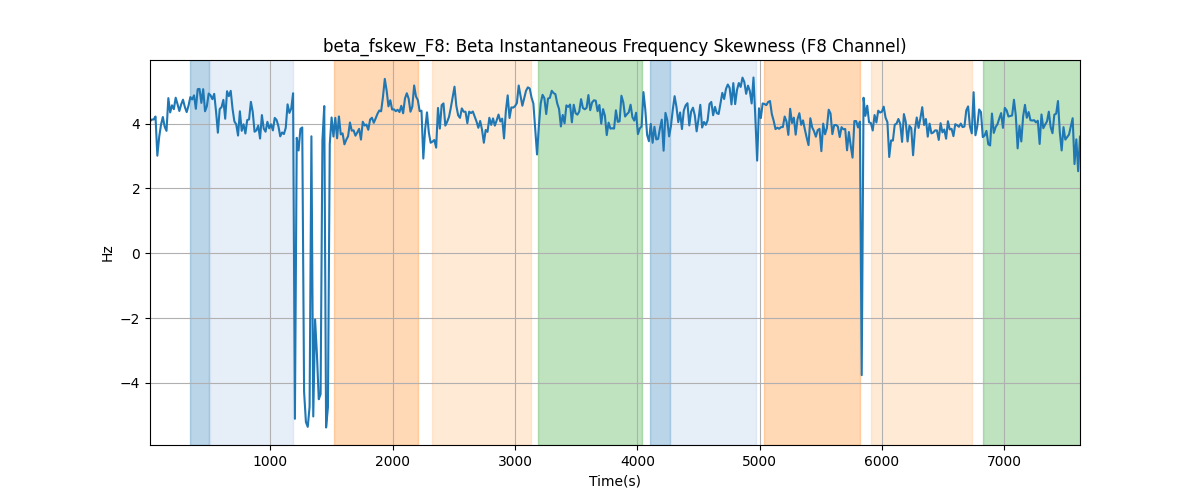 beta_fskew_F8: Beta Instantaneous Frequency Skewness (F8 Channel)
4
2
0
−2
−4
Hz
1000 2000 3000 4000 5000 6000 7000
Time(s)